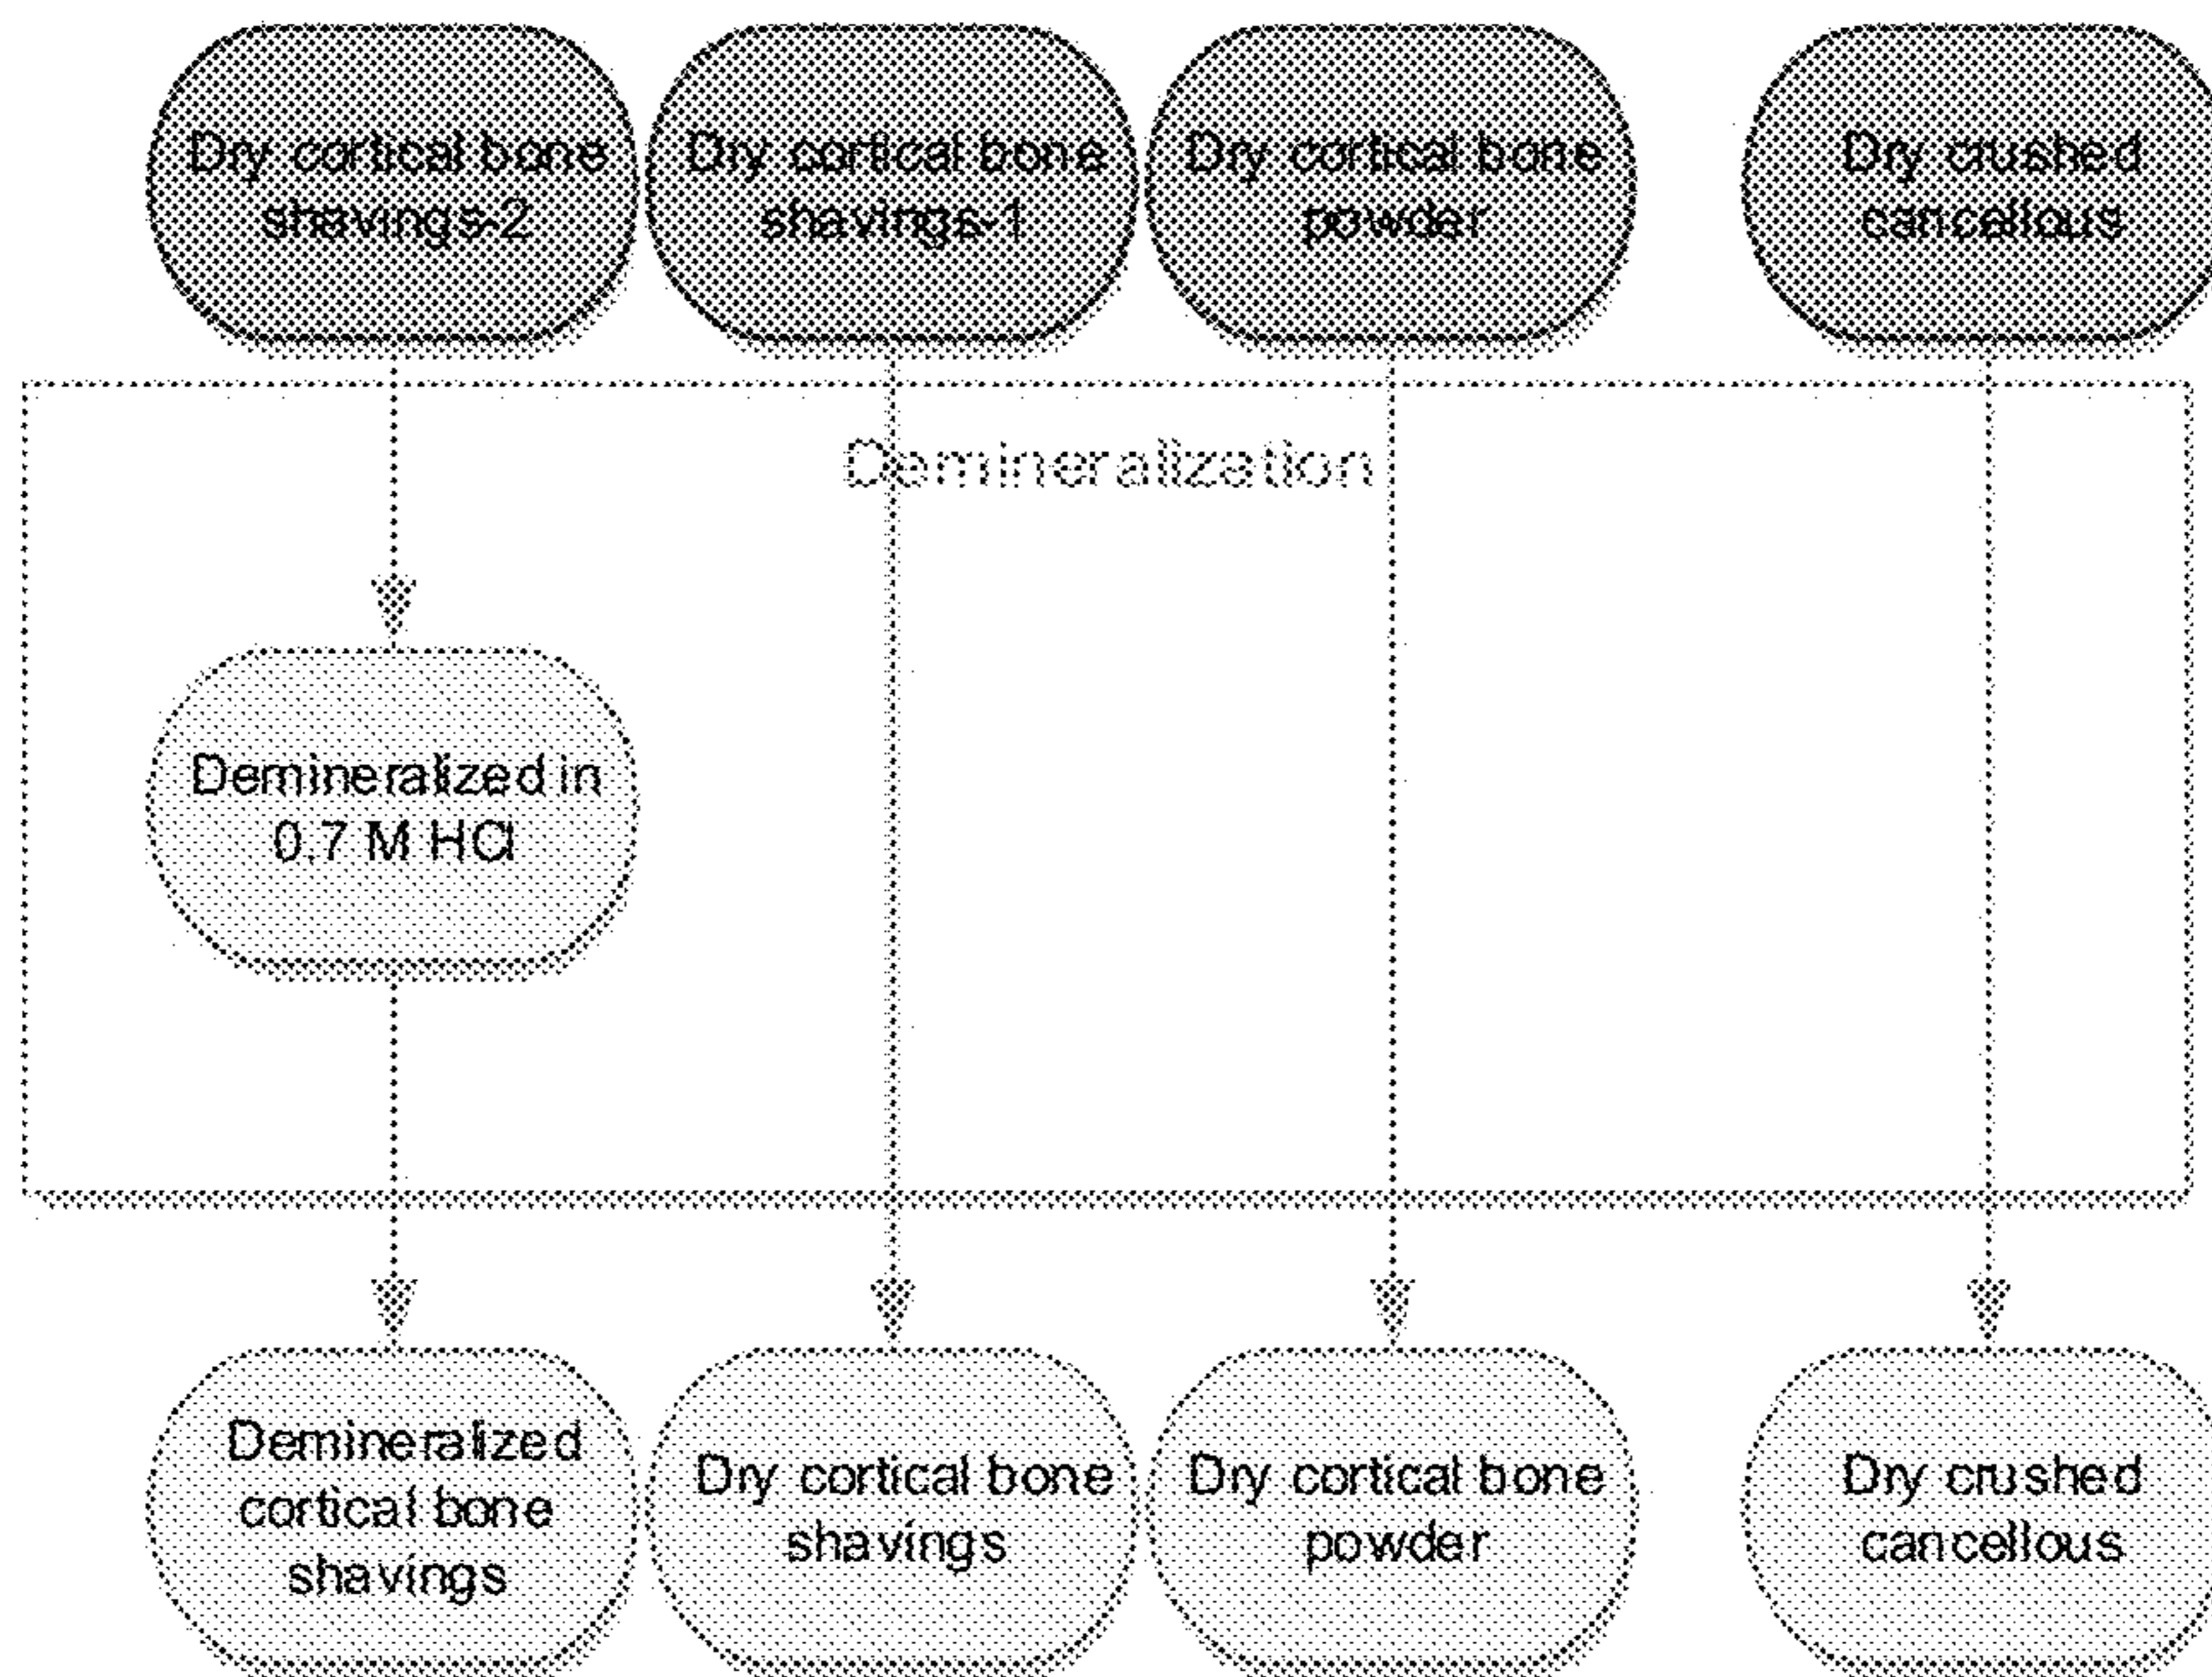 Dry cortical bone
shavings-2
Dry cortical bone
shavings-1
Dry cortical bone
powder
Dry crushed
cancellous
Demineralization
Demineralized in
0.7 M HCl
Demineralized
cortical bone
shavings
Dry cortical bone
shavings
Dry cortical bone
powder
Dry crushed
cancellous